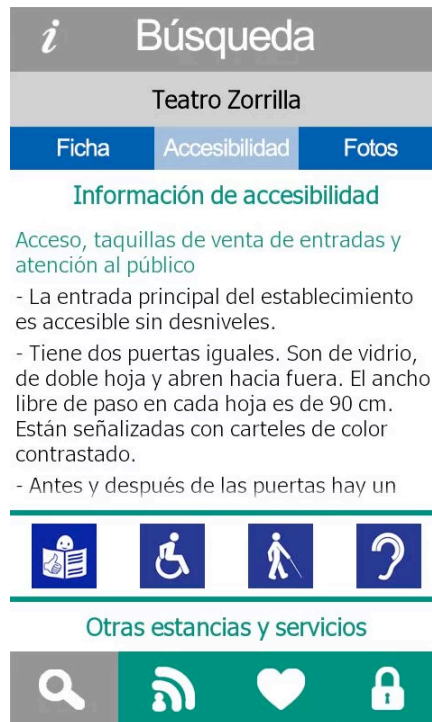 i Búsqueda
Teatro Zorrilla
Ficha Accesibilidad Fotos
Información de accesibilidad
Acceso, taquillas de venta de entradas y
atención al público
- La entrada principal del establecimiento
es accesible sin desniveles.
- Tiene dos puertas iguales. Son de vidrio,
de doble hoja y abren hacia fuera. El ancho
libre de paso en cada hoja es de 90 cm.
Están señalizadas con carteles de color
contrastado.
- Antes y después de las puertas hay un
Otras estancias y servicios